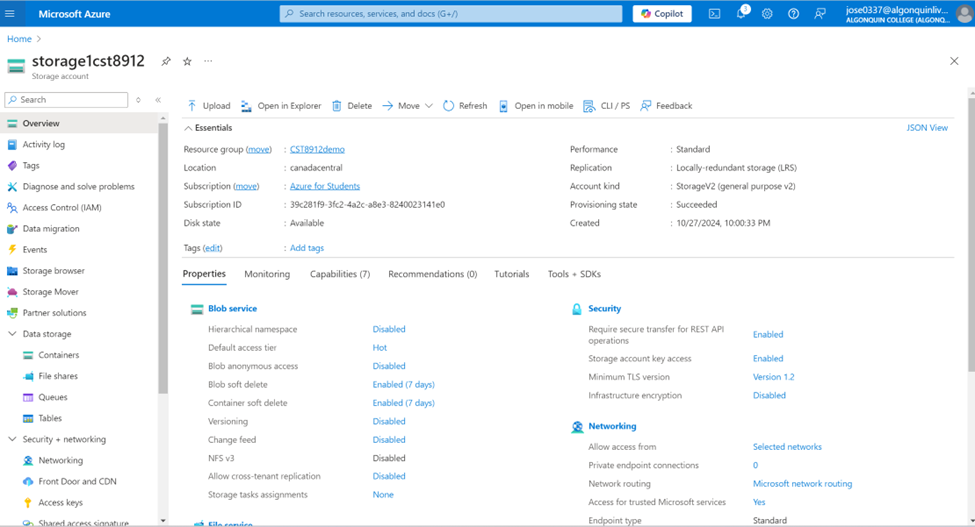 Microsoft Azure
Search resources, services, and docs (G+/)
Copilot
3
jose0337@algonquinliv...
ALGONQUIN COLLEGE (ALGONQ...
Home >
storage1cst8912
Storage account
Search
Overview
Activity log
Tags
Diagnose and solve problems
Access Control (IAM)
Data migration
Events
Storage browser
Storage Mover
Partner solutions
Data storage
Containers
File shares
Queues
Tables
Security + networking
Networking
Front Door and CDN
Access keys
Shared access signature
Upload Open in Explorer Delete Move Refresh Open in mobile CLI / PS Feedback
Essentials
JSON View
Resource group (move) : CST8912demo
Location : canadacentral
Subscription (move) : Azure for Students
Subscription ID : 39c281f9-3fc2-4a2c-a8e3-8240023141e0
Disk state : Available
Tags (edit) : Add tags
Performance : Standard
Replication : Locally-redundant storage (LRS)
Account kind : StorageV2 (general purpose v2)
Provisioning state : Succeeded
Created : 10/27/2024, 10:00:33 PM
Properties Monitoring Capabilities (7) Recommendations (0) Tutorials Tools + SDKs
Blob service
Hierarchical namespace Disabled
Default access tier Hot
Blob anonymous access Disabled
Blob soft delete Enabled (7 days)
Container soft delete Enabled (7 days)
Versioning Disabled
Change feed Disabled
NFS v3 Disabled
Allow cross-tenant replication Disabled
Storage tasks assignments None
File service
Security
Require secure transfer for REST API
operations Enabled
Storage account key access Enabled
Minimum TLS version Version 1.2
Infrastructure encryption Disabled
Networking
Allow access from Selected networks
Private endpoint connections 0
Network routing Microsoft network routing
Access for trusted Microsoft services Yes
Endpoint type Standard